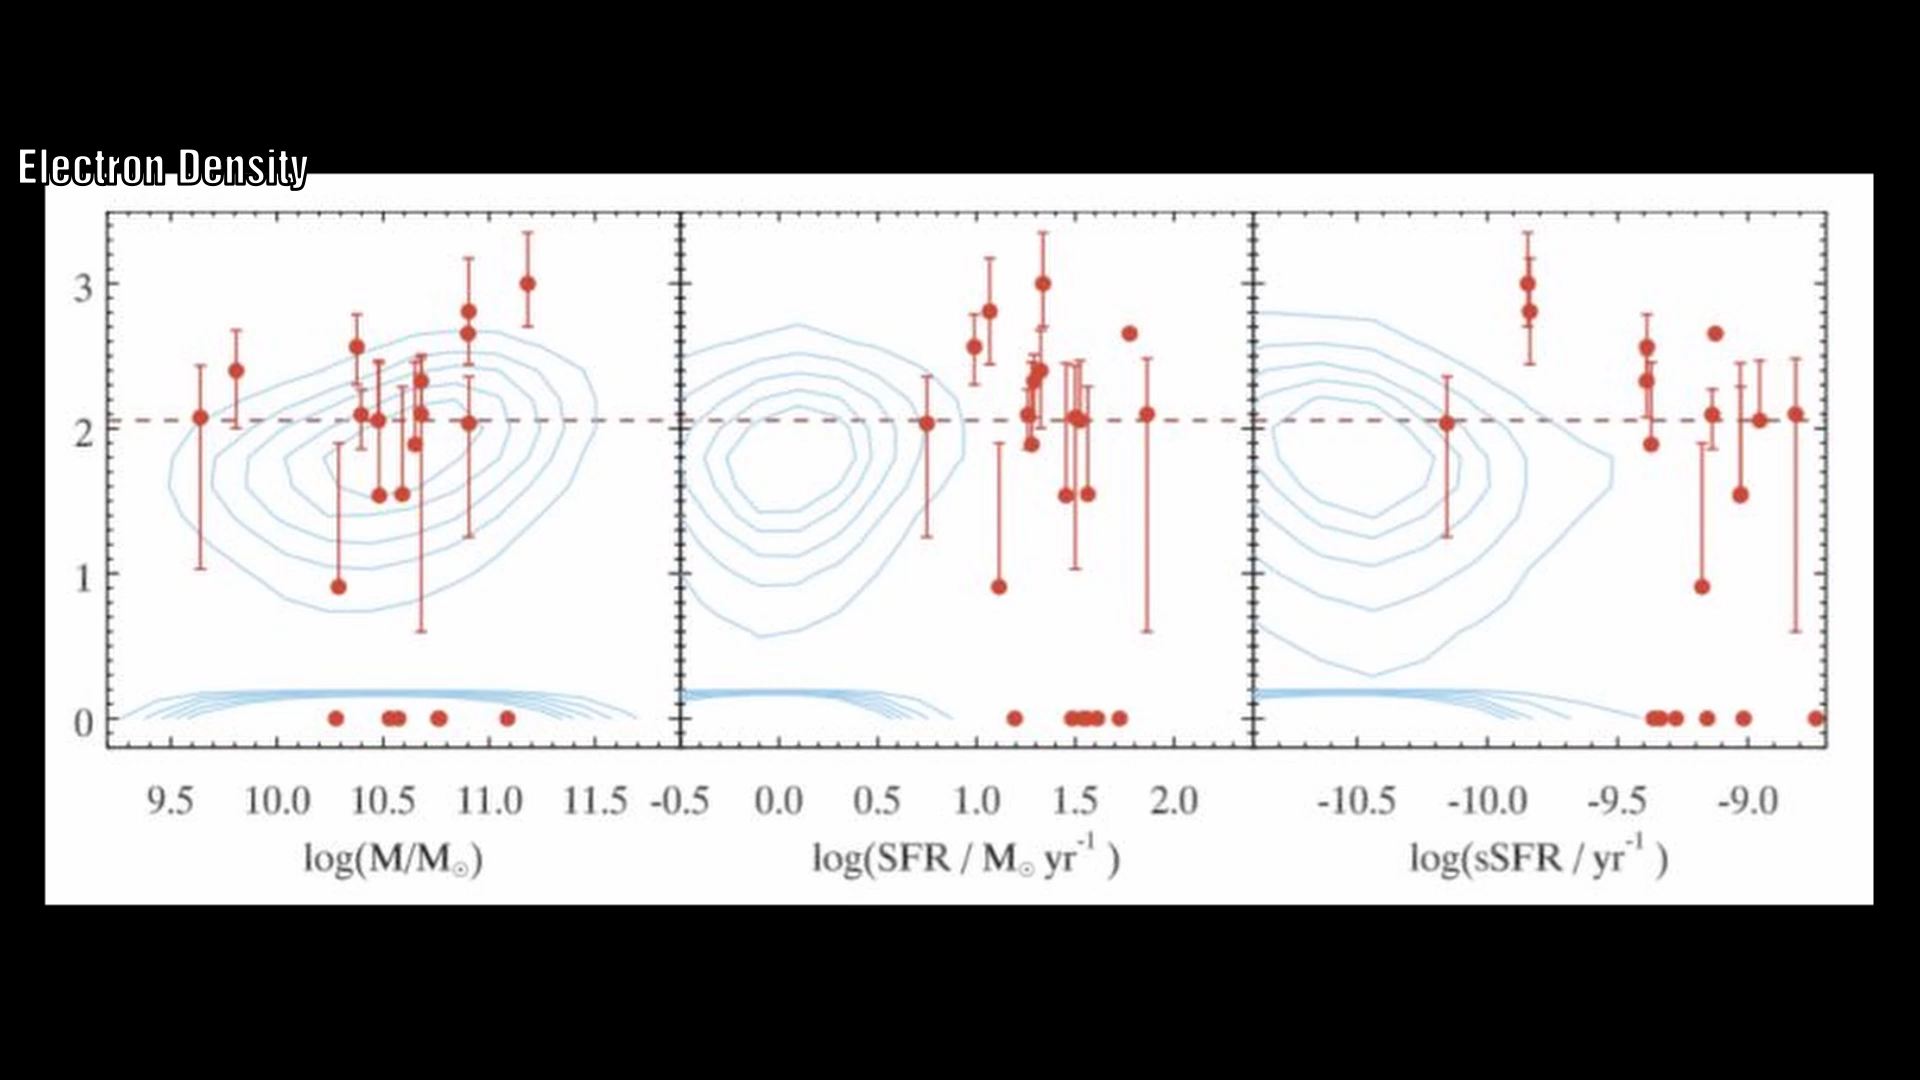 Electron Density
3
2
1
0
9.5 10.0 10.5 11.0 11.5 -0.5 0.0 0.5 1.0 1.5 2.0 -10.5 -10.0 -9.5 -9.0
log(M/M☉) log(SFR / M☉ yr⁻¹ ) log(sSFR / yr⁻¹ )